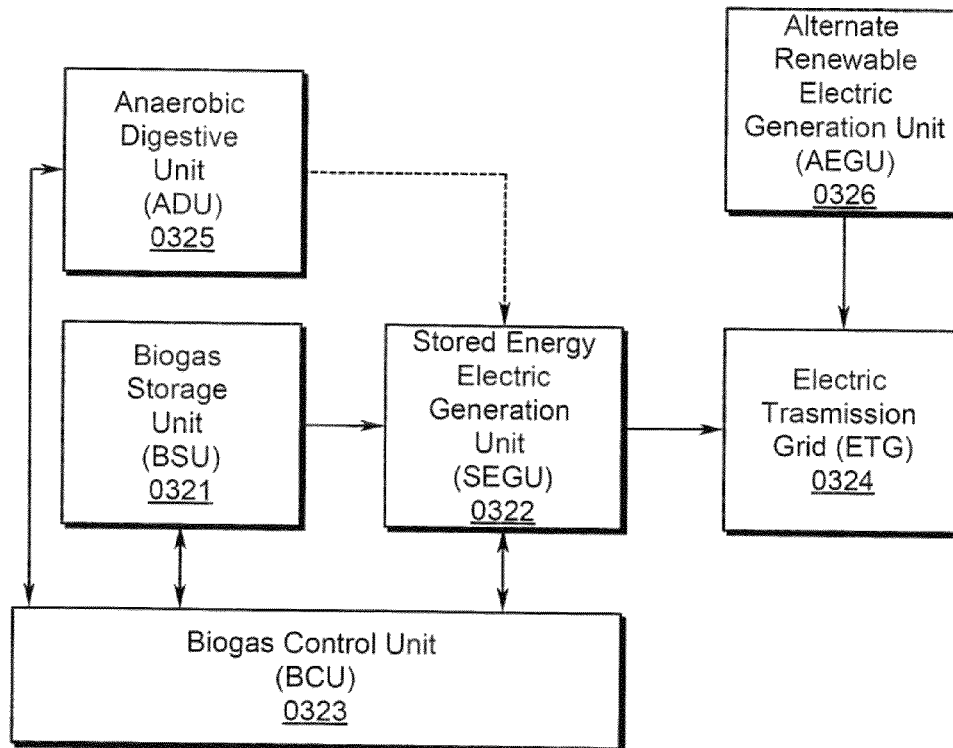 Alternate
Renewable
Electric
Generation Unit
(AEGU)
0326
Anaerobic
Digestive
Unit
(ADU)
0325
Biogas
Storage
Unit
(BSU)
0321
Stored Energy
Electric
Generation
Unit
(SEGU)
0322
Electric
Trasmission
Grid (ETG)
0324
Biogas Control Unit
(BCU)
0323